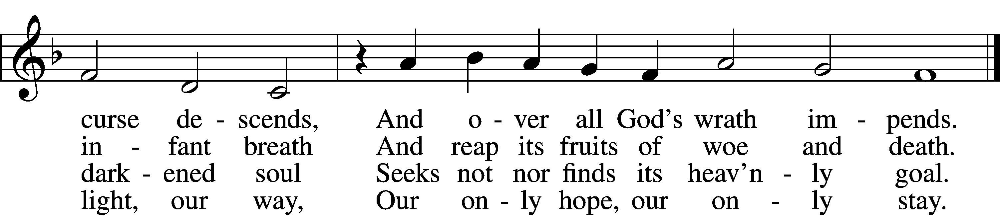 curse de - scends, And o - ver all God's wrath im - pends.
in - fant breath And reap its fruits of woe and death.
dark - ened soul Seeks not nor finds its heav'n - ly goal.
light, our way, Our on - ly hope, our on - ly stay.